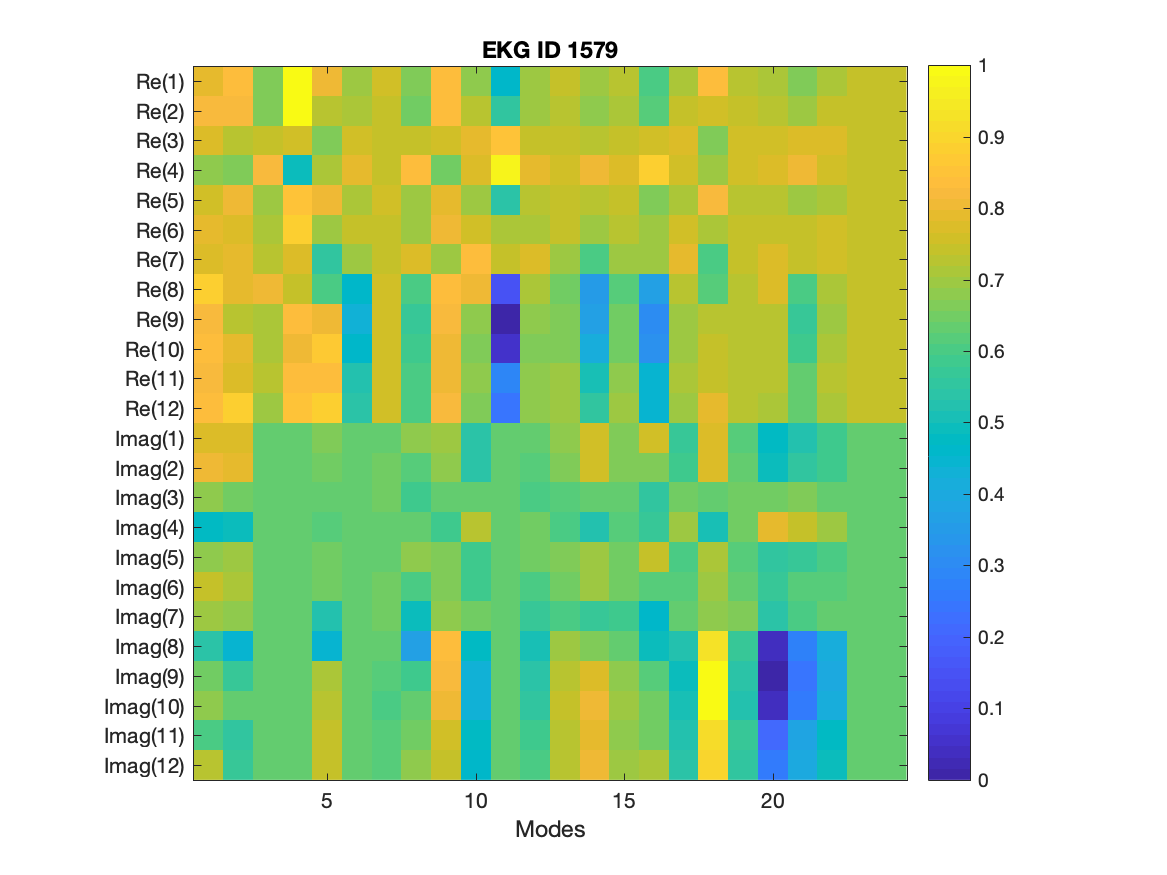 EKG ID 1579
Re(1)
Re(2)
Re(3)
Re(4)
Re(5)
Re(6)
Re(7)
Re(8)
Re(9)
Re(10)
Re(11)
Re(12)
Imag(1)
Imag(2)
Imag(3)
Imag(4)
Imag(5)
Imag(6)
Imag(7)
Imag(8)
Imag(9)
Imag(10)
Imag(11)
Imag(12)
5 10 15 20
Modes
1
0.9
0.8
0.7
0.6
0.5
0.4
0.3
0.2
0.1
0